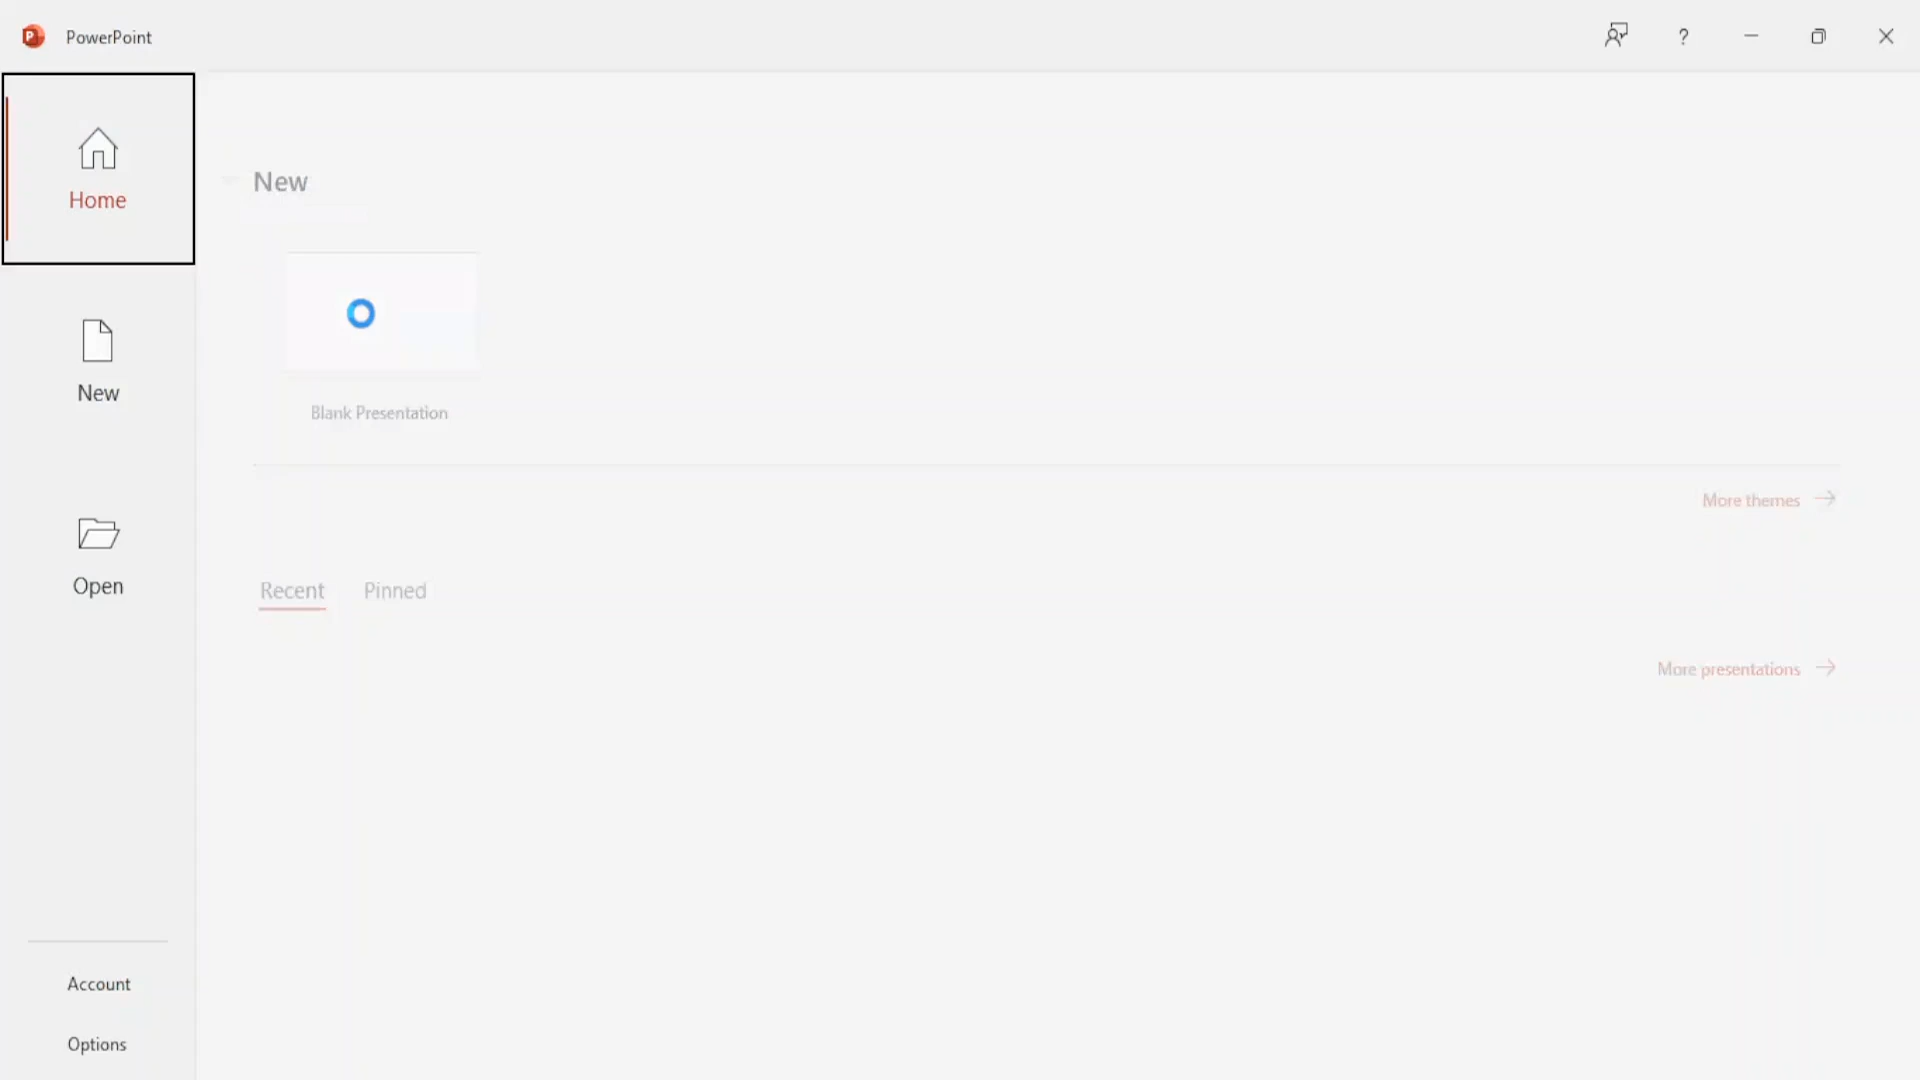 PowerPoint
?
Home
New
New
Blank Presentation
More themes
Open
Recent Pinned
More presentations
Account
Options